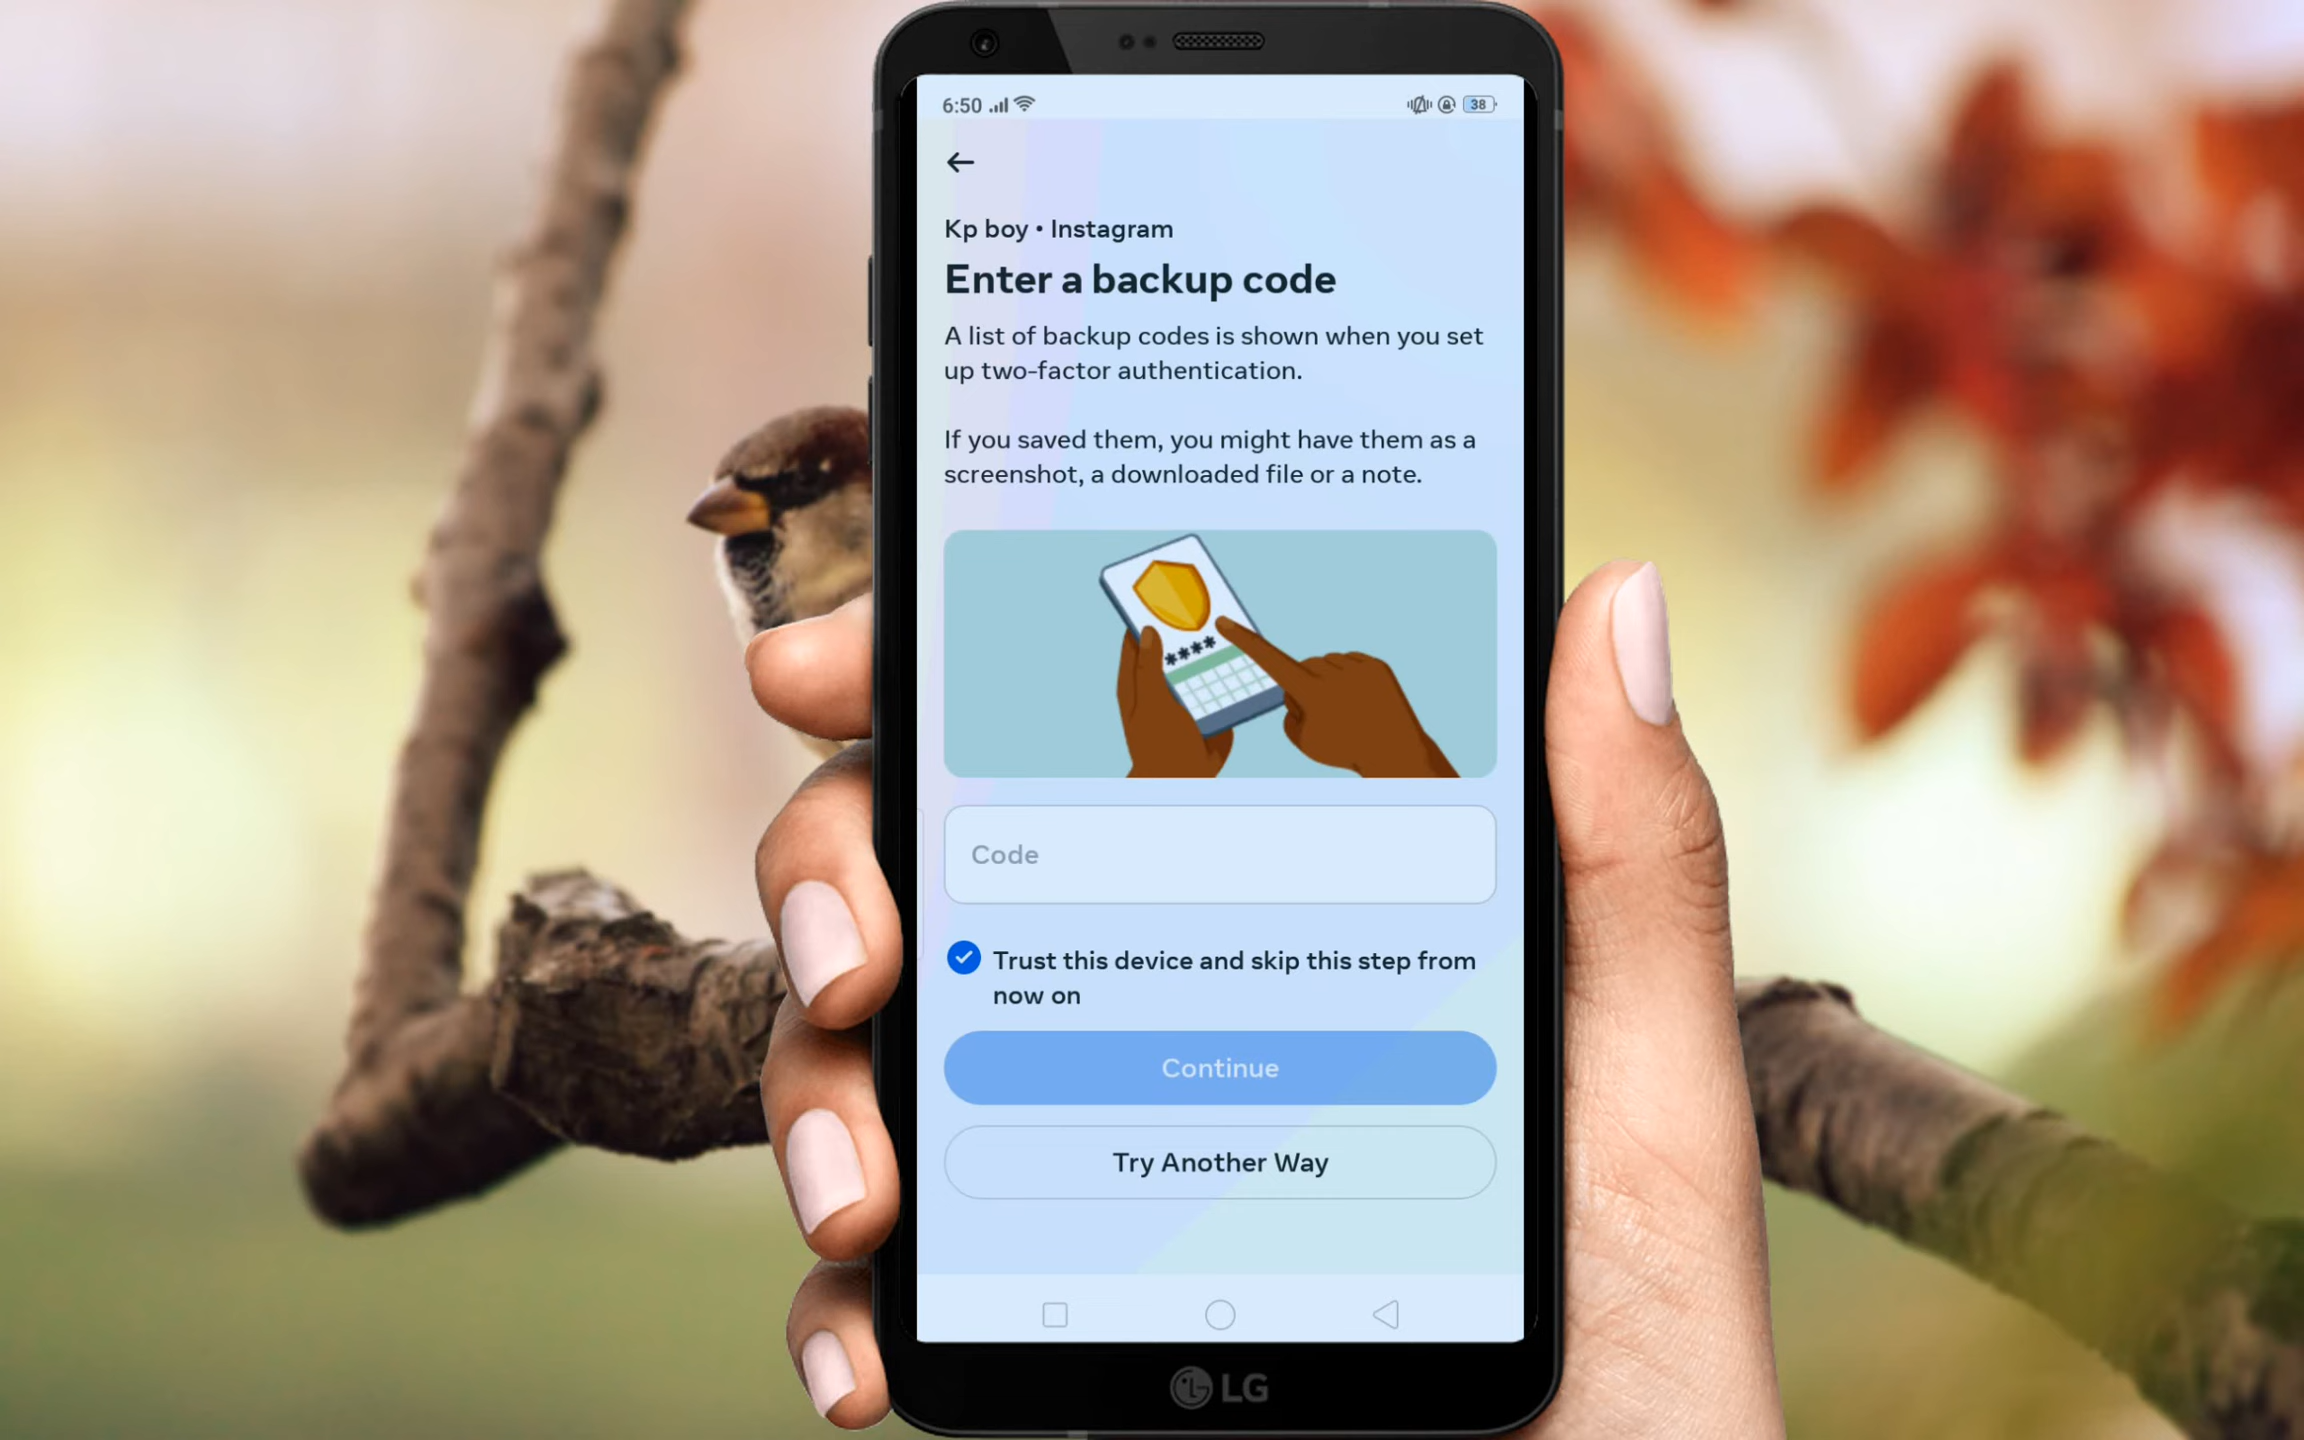 6:50
38
Kp boy • Instagram
Enter a backup code
A list of backup codes is shown when you set
up two-factor authentication.
If you saved them, you might have them as a
screenshot, a downloaded file or a note.
****
Code
Trust this device and skip this step from
now on
Continue
Try Another Way
LG